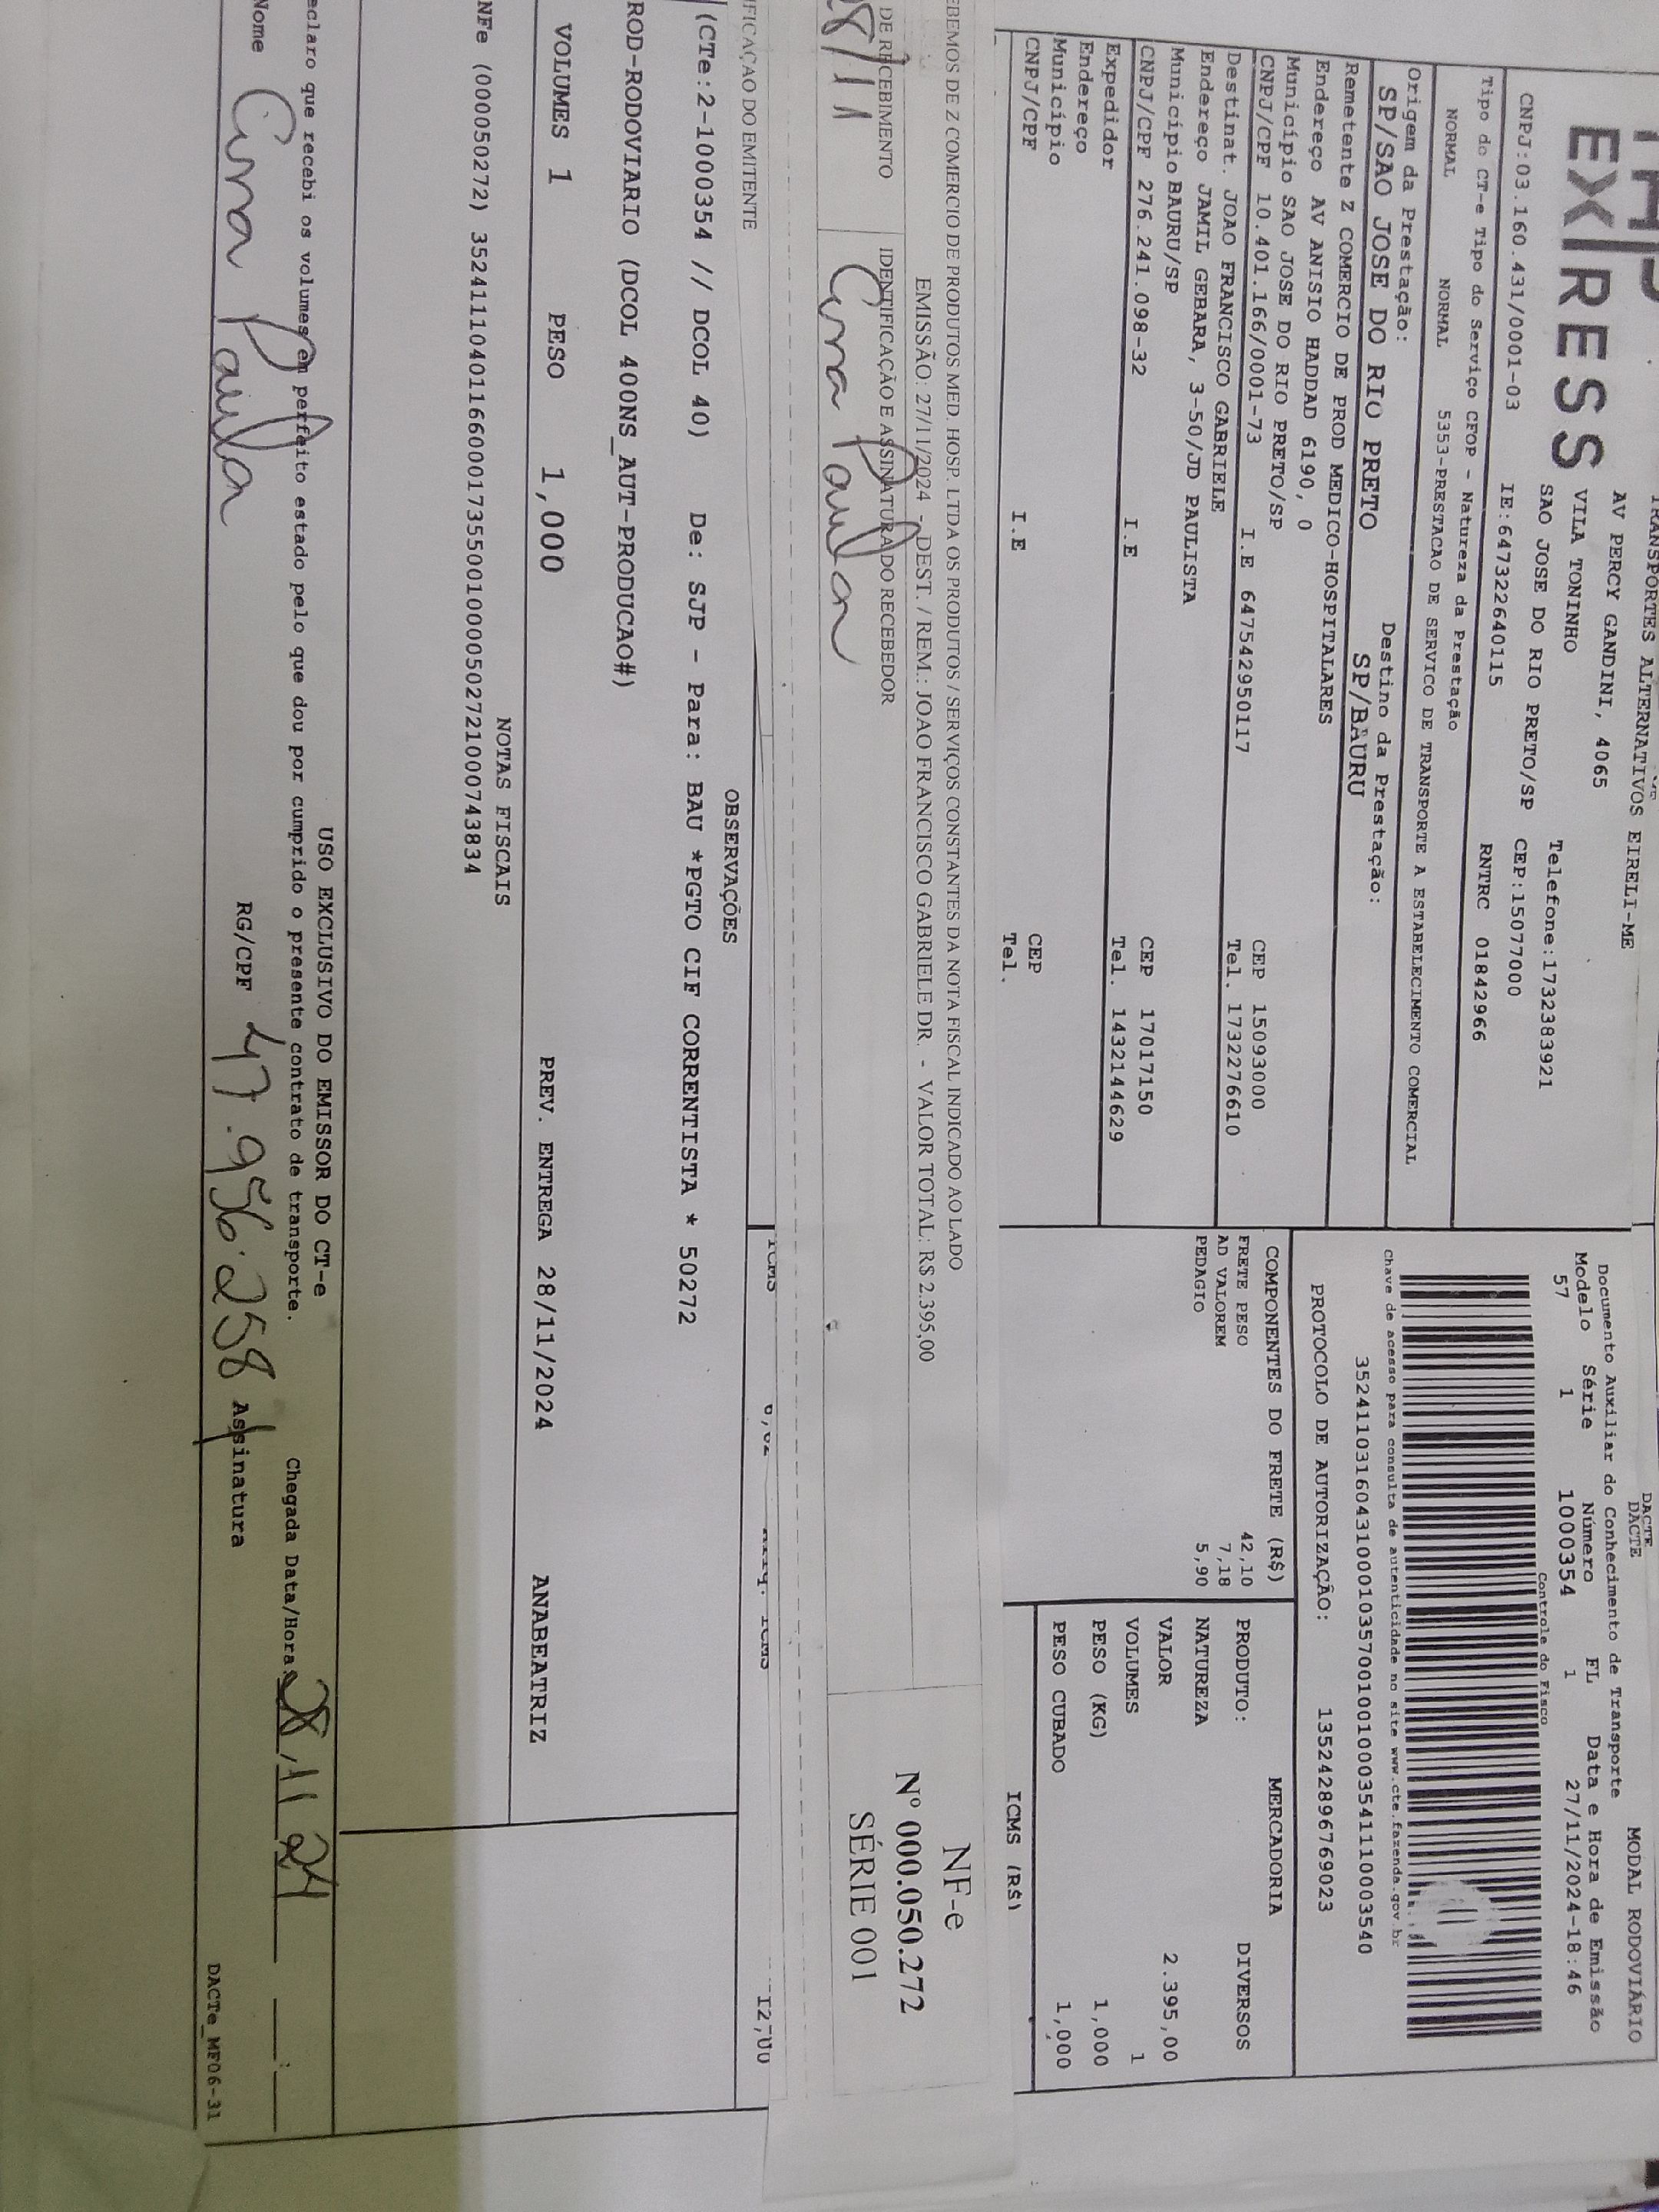 EX/RESS
TRANSPORTES ALTERNATIVOS EIRELI-ME
AV PERCY GANDINI, 4065
VILA TONINHO
SAO JOSE DO RIO PRETO/SP CEP:15077000
Telefone:1732383921
CNPJ:03.160.431/0001-03 IE:647322640115 RNTRC 01842966
Tipo do CT-e Tipo do Serviço CFOP - Natureza da Prestação
NORMAL NORMAL 5353-PRESTACAO DE SERVICO DE TRANSPORTE A ESTABELECIMENTO COMERCIAL
Origem da Prestação: Destino da Prestação:
SP/SAO JOSE DO RIO PRETO SP/BAURU
Remetente Z COMERCIO DE PROD MEDICO-HOSPITALARES
Endereço AV ANISIO HADDAD 6190, 0
Município SAO JOSE DO RIO PRETO/SP CEP 15093000
CNPJ/CPF 10.401.166/0001-73 I.E 647542950117 Tel. 1732276610
Destinat. JOAO FRANCISCO GABRIELE
Endereço JAMIL GEBARA, 3-50/JD PAULISTA
Município BAURU/SP CEP 17017150
CNPJ/CPF 276.241.098-32 I.E Tel. 1432144629
Expedidor
Endereço
Município CEP
CNPJ/CPF I.E Tel.
DACTE
DACTE
MODAL RODOVIÁRIO
Documento Auxiliar do Conhecimento de Transporte
Modelo Série Número FL Data e Hora de Emissão
57 1 1000354 1 27/11/2024-18:46
Controle do Fisco
Chave de acesso para consulta de autenticidade no site www.cte.fazenda.gov.br
35241103160431000103570010010003541110003540
PROTOCOLO DE AUTORIZAÇÃO: 135242896769023
COMPONENTES DO FRETE (R$)
FRETE PESO 42,10
AD VALOREM 7,18
PEDAGIO 5,90
MERCADORIA
PRODUTO: DIVERSOS
NATUREZA
VALOR 2.395,00
VOLUMES 1
PESO (KG) 1,000
PESO CUBADO 1,000
ICMS (R$)
EBEMOS DE Z COMERCIO DE PRODUTOS MED. HOSP. LTDA OS PRODUTOS / SERVIÇOS CONSTANTES DA NOTA FISCAL INDICADO AO LADO
EMISSÃO: 27/11/2024 - DEST. / REM.: JOAO FRANCISCO GABRIELE DR. - VALOR TOTAL: R$ 2.395,00
DE RECEBIMENTO IDENTIFICAÇÃO E ASSINATURA DO RECEBEDOR
28/11 Ana Paula
NF-e
Nº 000.050.272
SÉRIE 001
IFICAÇAO DO EMITENTE
ICMS
12,00
OBSERVAÇÕES
(CTe:2-1000354 // DCOL 40) De: SJP - Para: BAU *PGTO CIF CORRENTISTA * 50272
ROD-RODOVIARIO (DCOL 400NS_AUT-PRODUCAO#)
VOLUMES 1 PESO 1,000 PREV. ENTREGA 28/11/2024 ANABEATRIZ
NOTAS FISCAIS
NFe (000050272) 35241110401166000173550010000502721000743834
USO EXCLUSIVO DO EMISSOR DO CT-e
eclaro que recebi os volumes em perfeito estado pelo que dou por cumprido o presente contrato de transporte. Chegada Data/Hora 28/11/24 __:__
Nome Ana Paula RG/CPF 47.956.258 Assinatura
DACTe_MF06-31